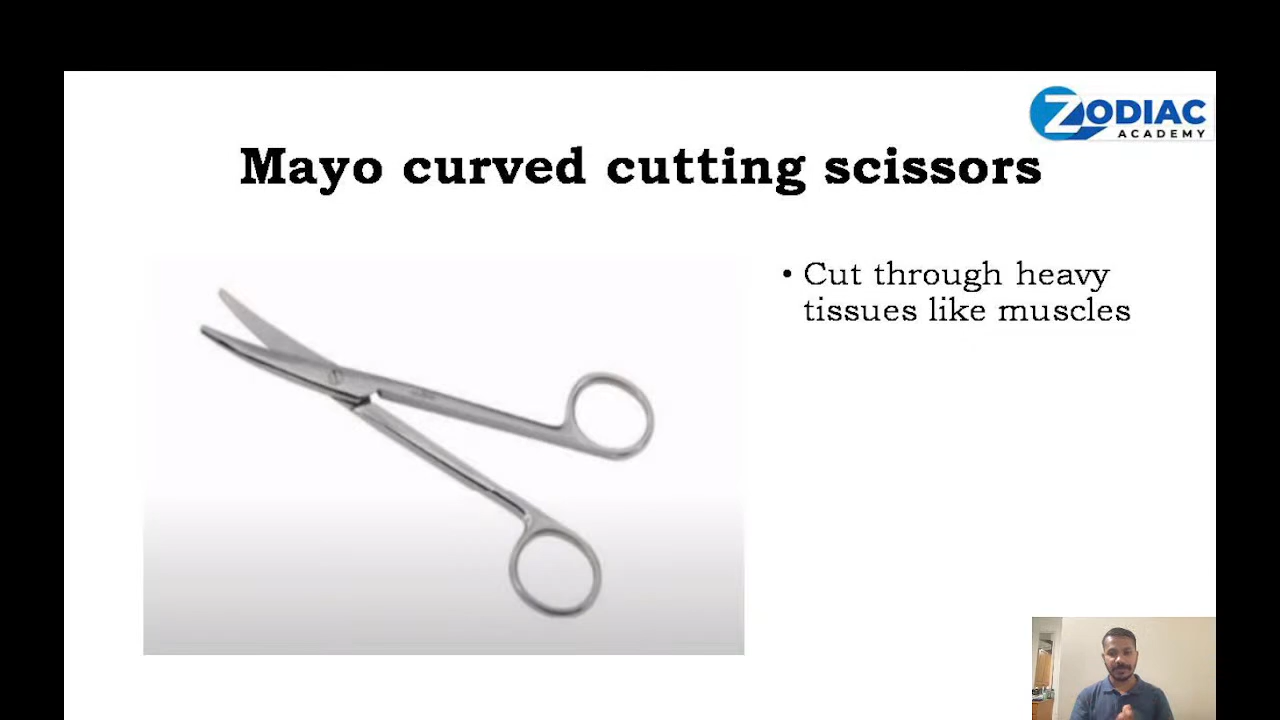 ZODIAC
ACADEMY
Mayo curved cutting scissors
• Cut through heavy
tissues like muscles